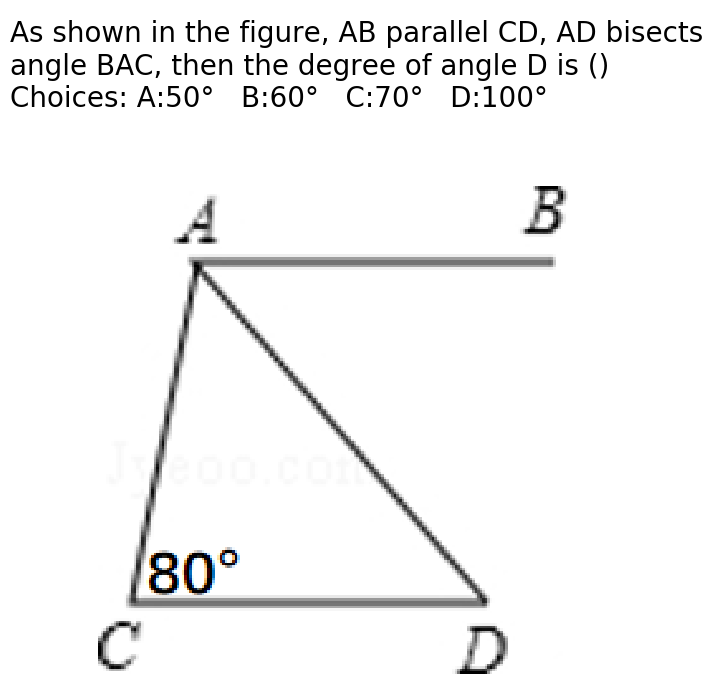 As shown in the figure, AB parallel CD, AD bisects
angle BAC, then the degree of angle D is ()
Choices: A:50° B:60° C:70° D:100°
A
B
Jyeoo.com
80°
C
D